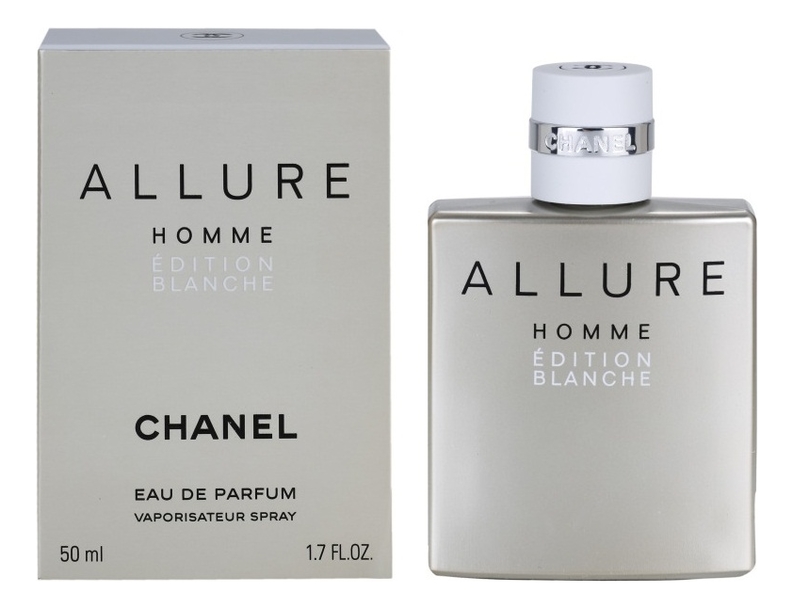 ALLURE
HOMME
ÉDITION
BLANCHE
CHANEL
EAU DE PARFUM
VAPORISATEUR SPRAY
50 ml 1.7 FL.OZ.
CHANEL
ALLURE
HOMME
ÉDITION
BLANCHE